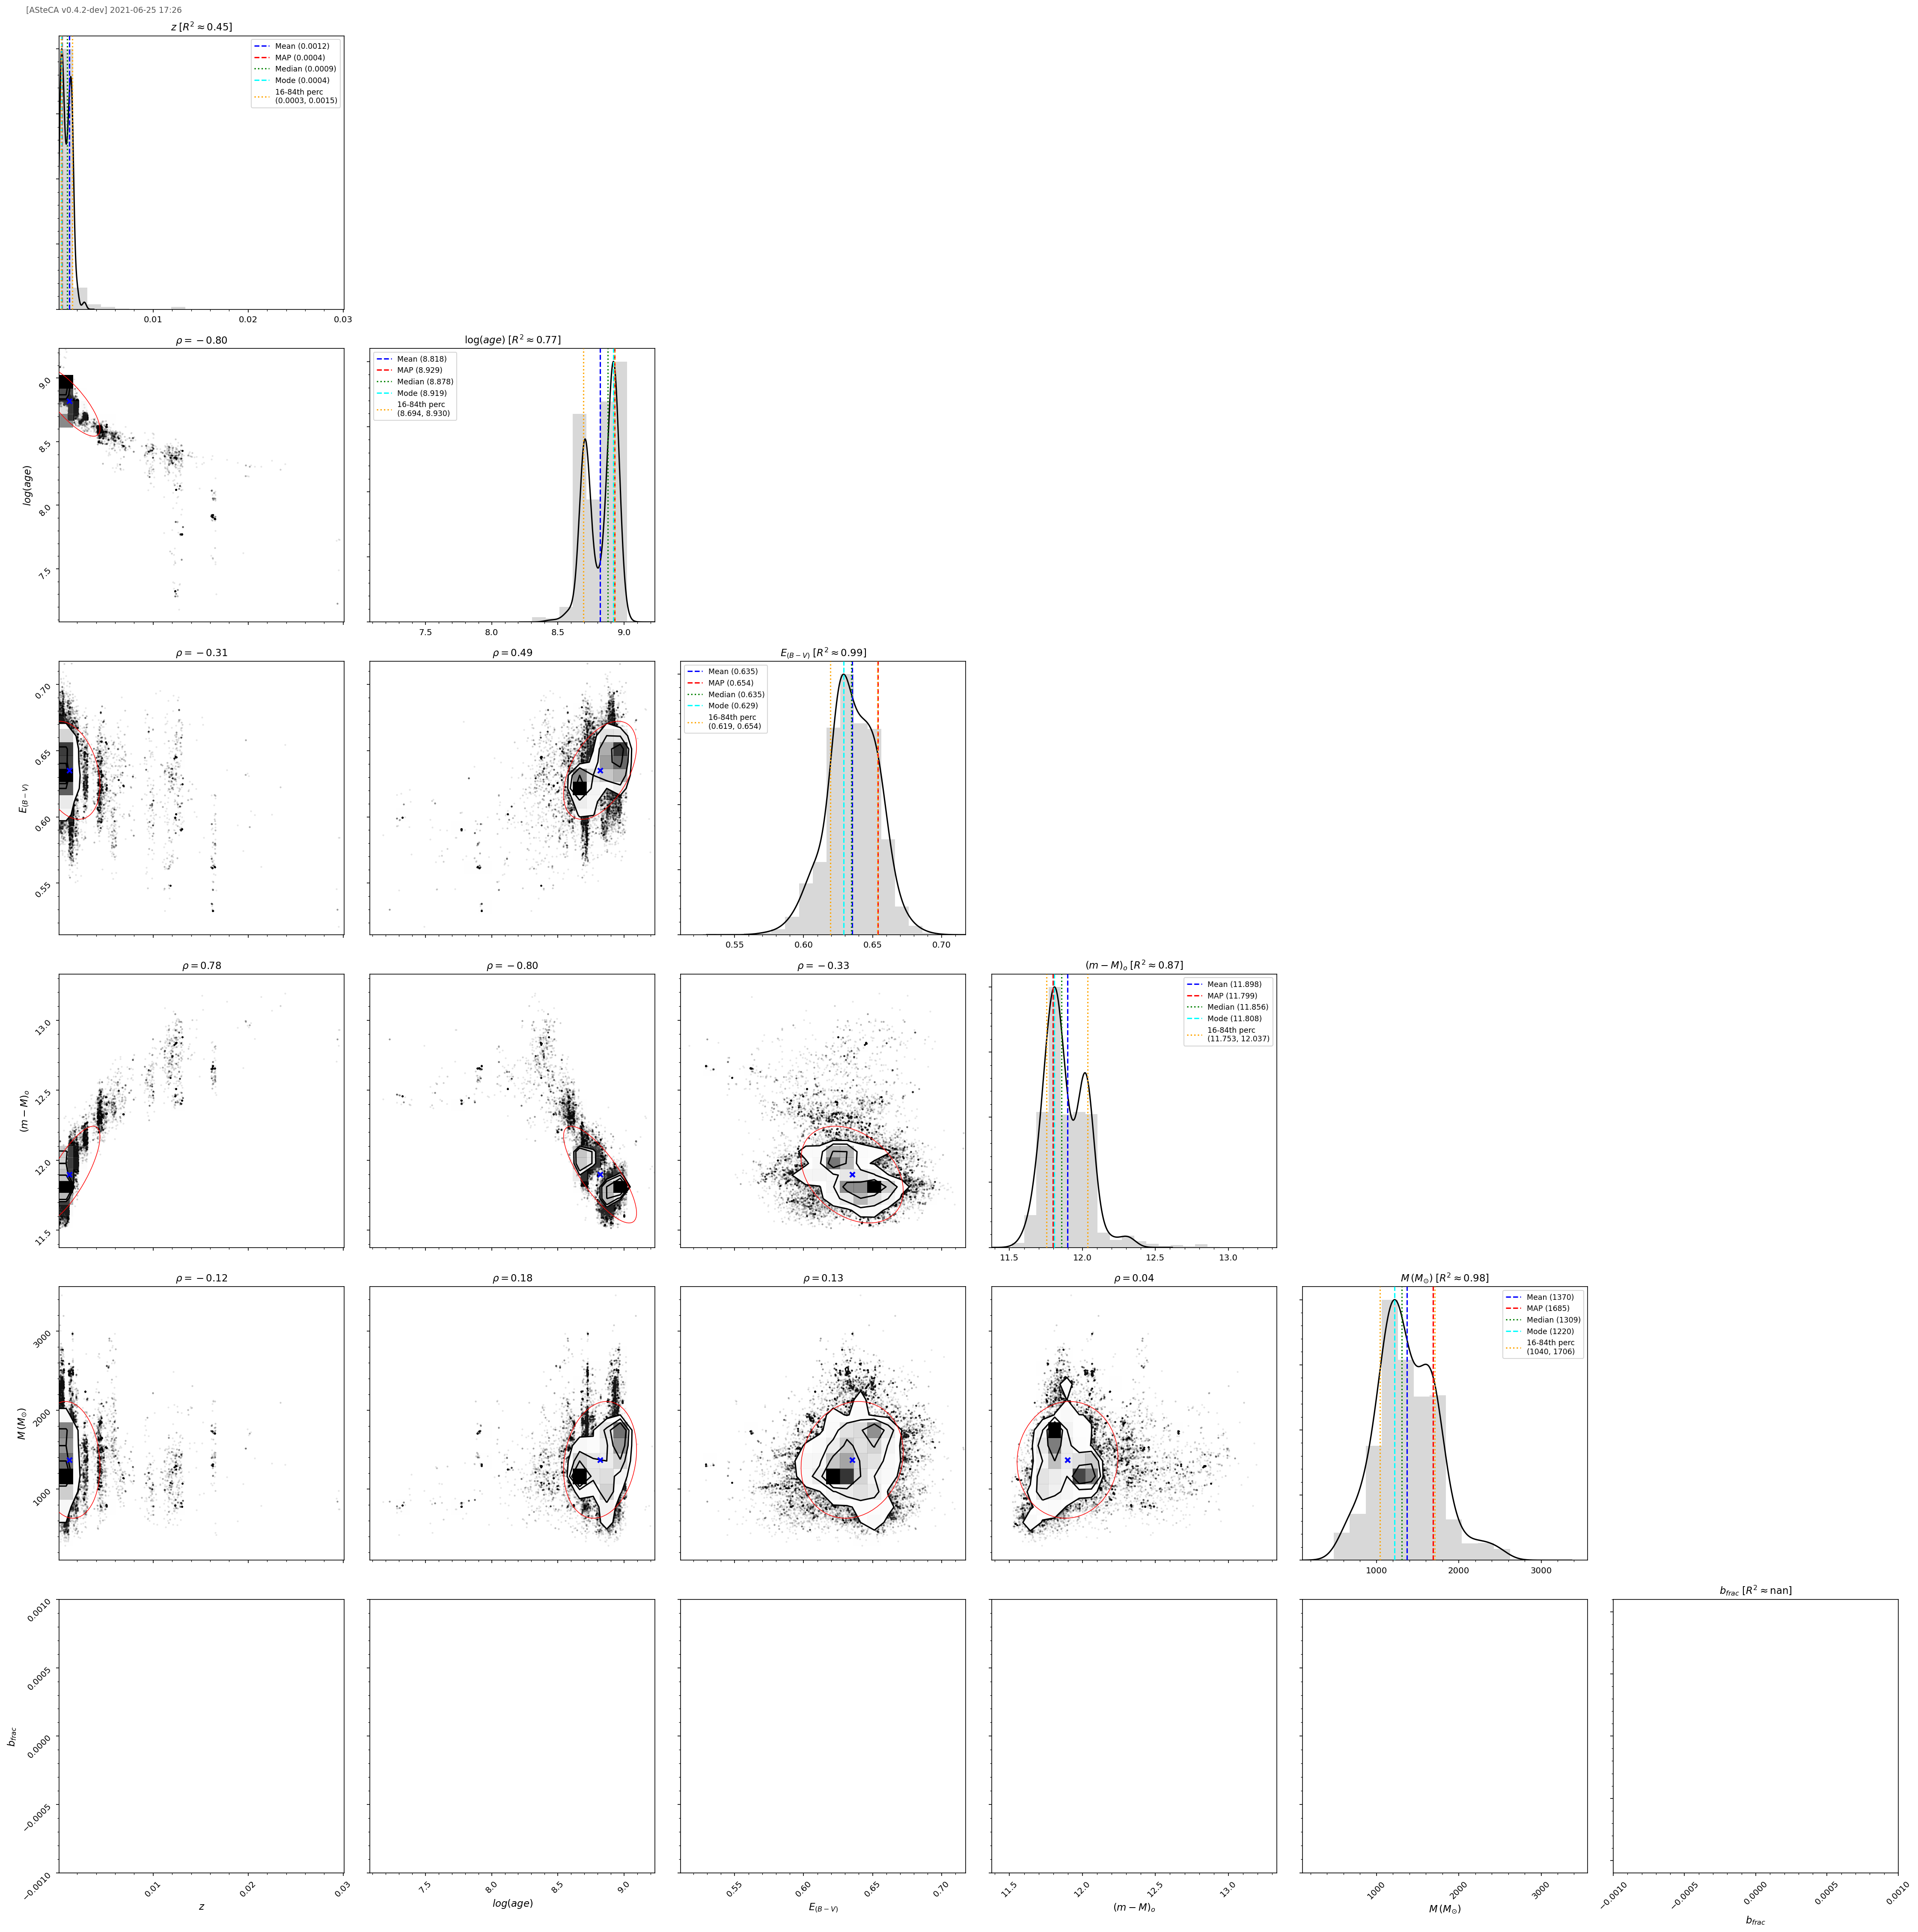 [ASteCA v0.4.2-dev] 2021-06-25 17:26
z [R² ≈ 0.45]
Mean (0.0012)
MAP (0.0004)
Median (0.0009)
Mode (0.0004)
16-84th perc
(0.0003, 0.0015)
0.01 0.02 0.03
ρ = −0.80
log(age) [R² ≈ 0.77]
Mean (8.818)
MAP (8.929)
Median (8.878)
Mode (8.919)
16-84th perc
(8.694, 8.930)
log(age)
9.0
8.5
8.0
7.5
7.5 8.0 8.5 9.0
ρ = −0.31
ρ = 0.49
E(B − V) [R² ≈ 0.99]
Mean (0.635)
MAP (0.654)
Median (0.635)
Mode (0.629)
16-84th perc
(0.619, 0.654)
E(B − V)
0.70
0.65
0.60
0.55
0.55 0.60 0.65 0.70
ρ = 0.78
ρ = −0.80
ρ = −0.33
(m − M)o [R² ≈ 0.87]
Mean (11.898)
MAP (11.799)
Median (11.856)
Mode (11.808)
16-84th perc
(11.753, 12.037)
(m − M)o
13.0
12.5
12.0
11.5
11.5 12.0 12.5 13.0
ρ = −0.12
ρ = 0.18
ρ = 0.13
ρ = 0.04
M (M⊙) [R² ≈ 0.98]
Mean (1370)
MAP (1685)
Median (1309)
Mode (1220)
16-84th perc
(1040, 1706)
M (M⊙)
3000
2000
1000
1000 2000 3000
bfrac [R² ≈ nan]
bfrac
0.0010
0.0005
0.0000
−0.0005
−0.0010
0.01 0.02 0.03
z
7.5 8.0 8.5 9.0
log(age)
0.55 0.60 0.65 0.70
E(B − V)
11.5 12.0 12.5 13.0
(m − M)o
1000 2000 3000
M (M⊙)
−0.0010 −0.0005 0.0000 0.0005 0.0010
bfrac